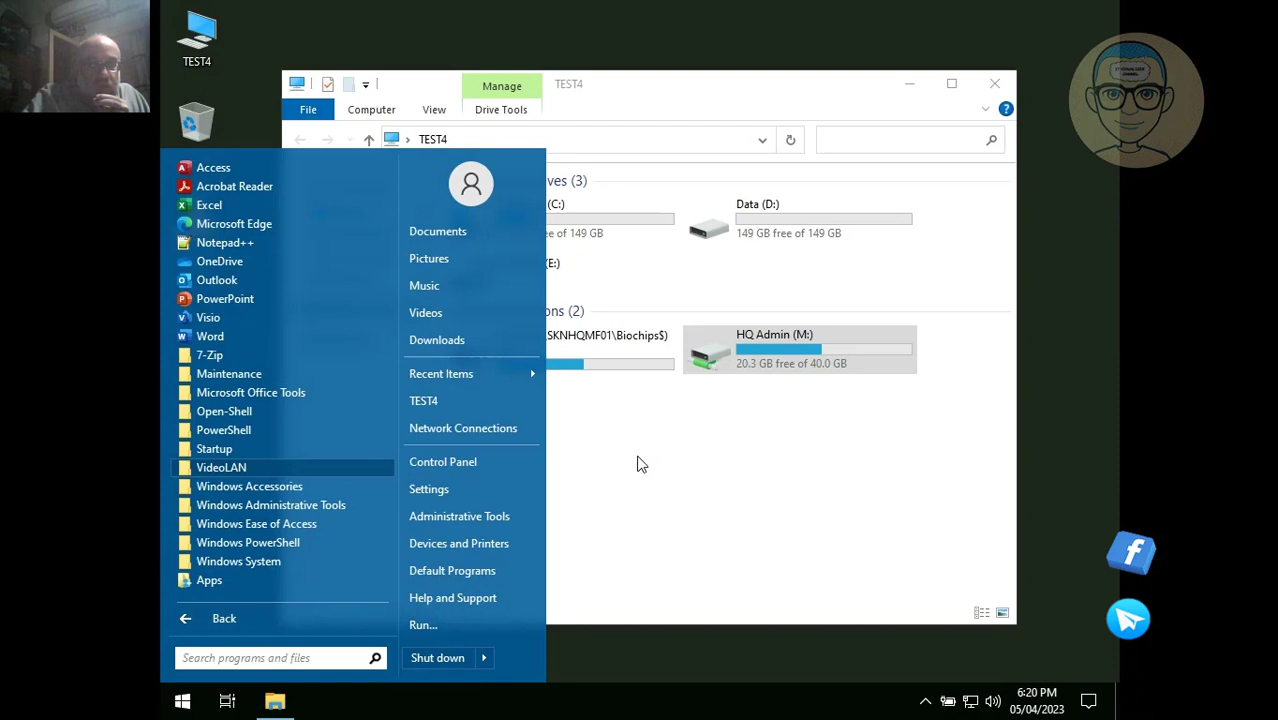 TEST4
Manage
TEST4
File
Computer
View
Drive Tools
TEST4
ves (3)
(C:)
e of 149 GB
Data (D:)
149 GB free of 149 GB
(E:)
ons (2)
SKNHQMF01\Biochips$)
HQ Admin (M:)
20.3 GB free of 40.0 GB
Access
Acrobat Reader
Excel
Microsoft Edge
Notepad++
OneDrive
Outlook
PowerPoint
Visio
Word
7-Zip
Maintenance
Microsoft Office Tools
Open-Shell
PowerShell
Startup
VideoLAN
Windows Accessories
Windows Administrative Tools
Windows Ease of Access
Windows PowerShell
Windows System
Apps
Back
Search programs and files
Documents
Pictures
Music
Videos
Downloads
Recent Items
TEST4
Network Connections
Control Panel
Settings
Administrative Tools
Devices and Printers
Default Programs
Help and Support
Run...
Shut down
6:20 PM
05/04/2023